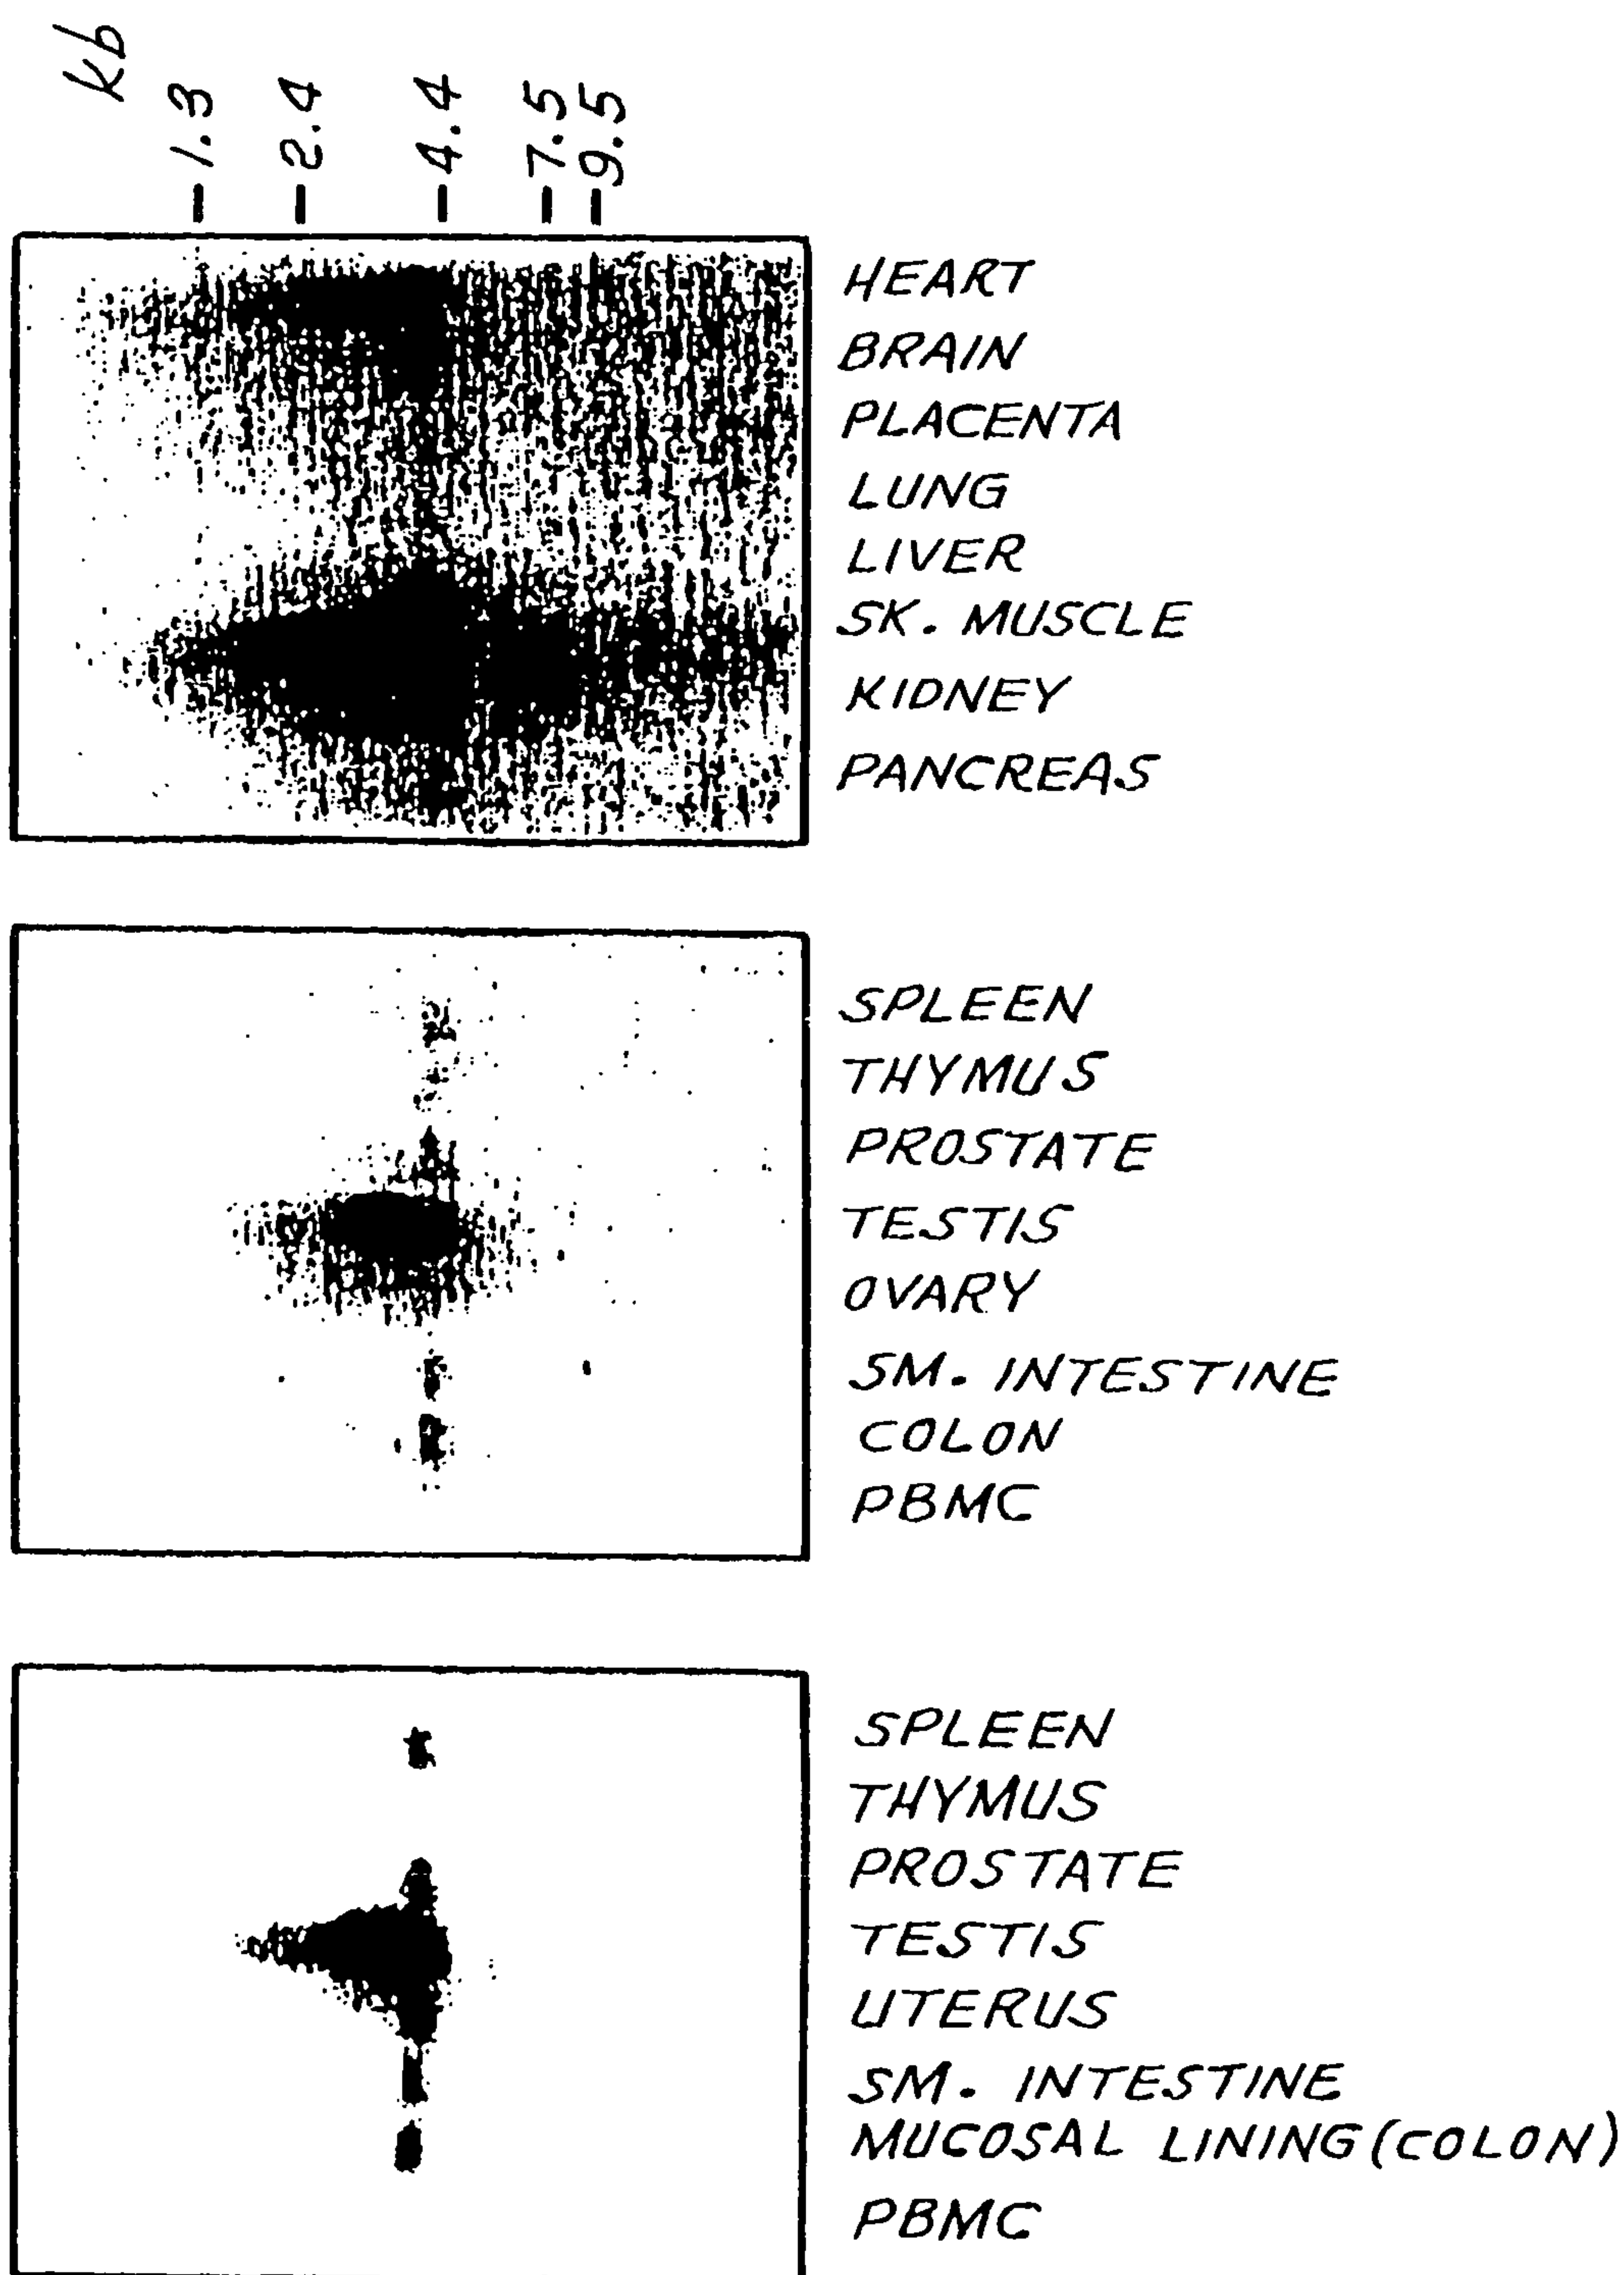 kb
-1.3
-2.4
-4.4
-7.5
-9.5
HEART
BRAIN
PLACENTA
LUNG
LIVER
SK. MUSCLE
KIDNEY
PANCREAS
SPLEEN
THYMUS
PROSTATE
TESTIS
OVARY
SM. INTESTINE
COLON
PBMC
SPLEEN
THYMUS
PROSTATE
TESTIS
UTERUS
SM. INTESTINE
MUCOSAL LINING (COLON)
PBMC